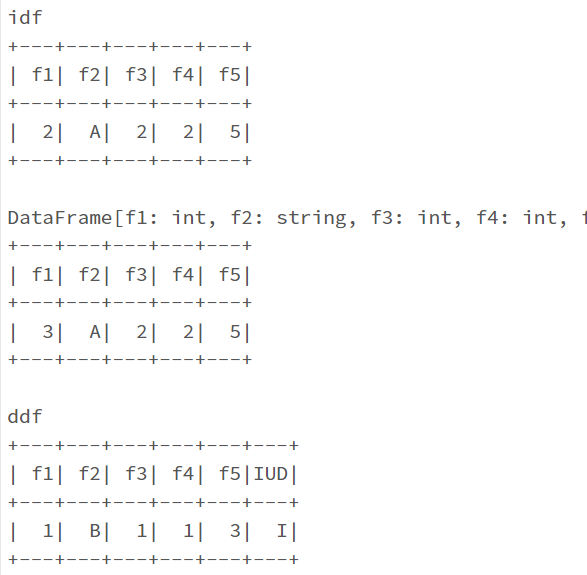 idf
+---+---+---+---+---+
| f1| f2| f3| f4| f5|
+---+---+---+---+---+
|  2|  A|  2|  2|  5|
+---+---+---+---+---+
DataFrame[f1: int, f2: string, f3: int, f4: int, f
+---+---+---+---+---+
| f1| f2| f3| f4| f5|
+---+---+---+---+---+
|  3|  A|  2|  2|  5|
+---+---+---+---+---+
ddf
+---+---+---+---+---+---+
| f1| f2| f3| f4| f5|IUD|
+---+---+---+---+---+---+
|  1|  B|  1|  1|  3|  I|
+---+---+---+---+---+---+